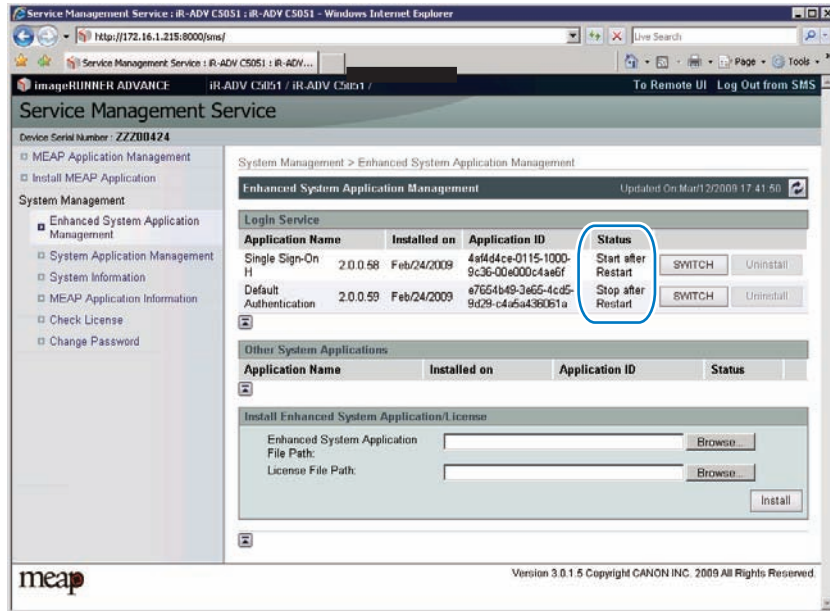 Service Management Service : iR-ADV C5051 : iR-ADV C5051 - Windows Internet Explorer
http://172.16.1.215:8000/sms/
Live Search
Service Management Service : iR-ADV C5051 : iR-ADV...
Page
Tools
imageRUNNER ADVANCE
iR-ADV C5051 / iR-ADV C5051 /
To Remote UI Log Out from SMS
Service Management Service
Device Serial Number : ZZZ00424
MEAP Application Management
Install MEAP Application
System Management
Enhanced System Application
Management
System Application Management
System Information
MEAP Application Information
Check License
Change Password
System Management > Enhanced System Application Management
Enhanced System Application Management
Updated On:Mar/12/2009 17:41:50
Login Service
Application Name Installed on Application ID Status
Single Sign-On
H
2.0.0.58 Feb/24/2009
4af4d4ce-0115-1000-
9c36-00e000c4ae6f
Start after
Restart
SWITCH Uninstall
Default
Authentication
2.0.0.59 Feb/24/2009
e7654b49-3e65-4cd5-
9d29-c4a5a436061a
Stop after
Restart
SWITCH Uninstall
Other System Applications
Application Name Installed on Application ID Status
Install Enhanced System Application/License
Enhanced System Application
File Path:
Browse...
License File Path:
Browse...
Install
meap
Version 3.0.1.5 Copyright CANON INC. 2009 All Rights Reserved.